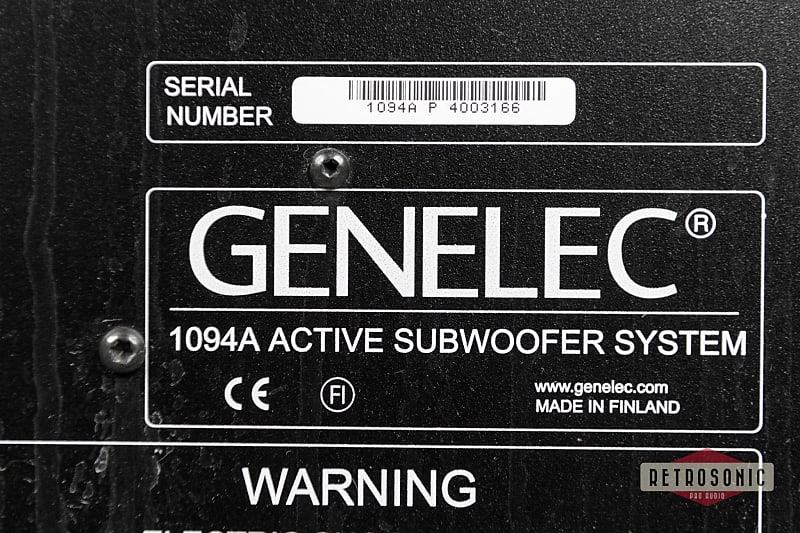 SERIAL
NUMBER
1094A P 4003166
GENELEC®
1094A ACTIVE SUBWOOFER SYSTEM
CE FI
www.genelec.com
MADE IN FINLAND
WARNING
RETROSONIC
PRO AUDIO